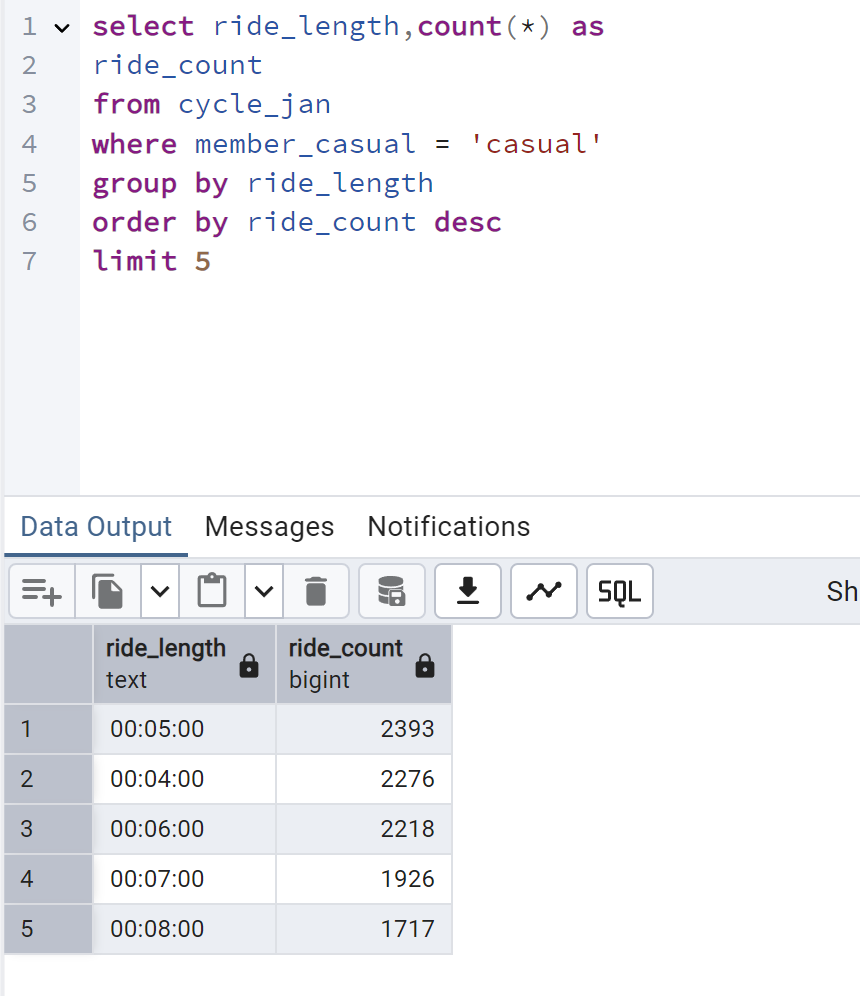 1 select ride_length,count(*) as
2 ride_count
3 from cycle_jan
4 where member_casual = 'casual'
5 group by ride_length
6 order by ride_count desc
7 limit 5
Data Output Messages Notifications
SQL Sh
ride_length ride_count
text bigint
1 00:05:00 2393
2 00:04:00 2276
3 00:06:00 2218
4 00:07:00 1926
5 00:08:00 1717